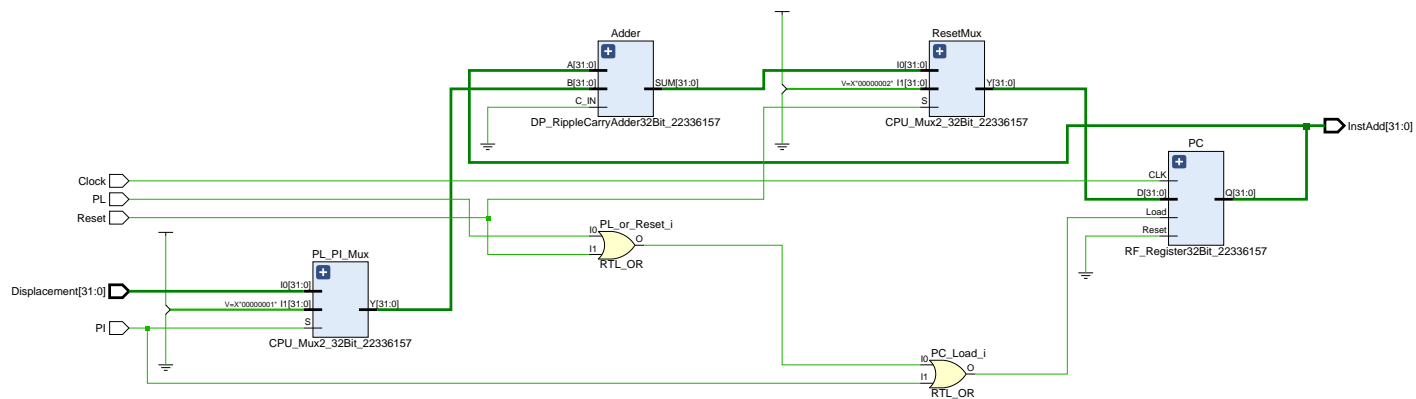 Adder
A[31:0]
B[31:0]
C_IN
SUM[31:0]
DP_RippleCarryAdder32Bit_22336157
ResetMux
I0[31:0]
V=X"00000002" I1[31:0]
S
Y[31:0]
CPU_Mux2_32Bit_22336157
InstAdd[31:0]
PC
CLK
D[31:0]
Load
Reset
Q[31:0]
RF_Register32Bit_22336157
Clock
PL
Reset
PL_or_Reset_i
I0
I1
O
RTL_OR
PL_PI_Mux
Displacement[31:0]
I0[31:0]
V=X"00000001" I1[31:0]
S
Y[31:0]
PI
CPU_Mux2_32Bit_22336157
PC_Load_i
I0
I1
O
RTL_OR